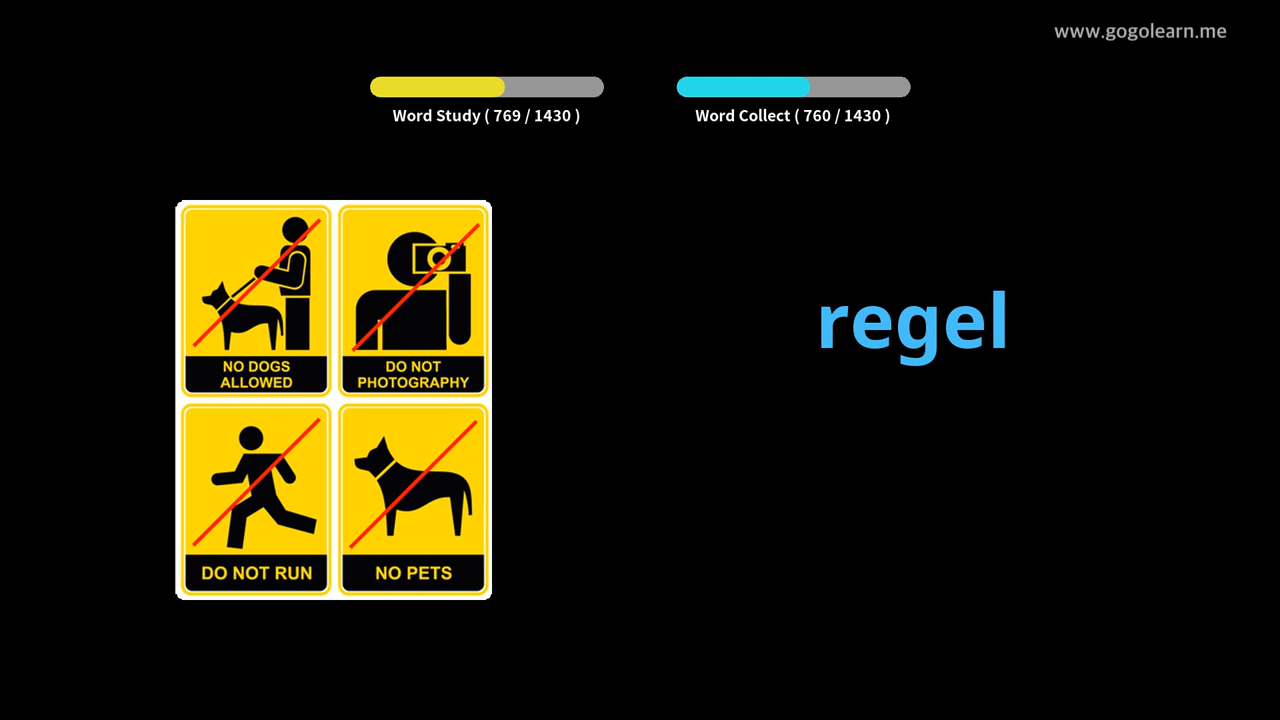 www.gogolearn.me
Word Study ( 769 / 1430 )
Word Collect ( 760 / 1430 )
NO DOGS
ALLOWED
DO NOT
PHOTOGRAPHY
DO NOT RUN
NO PETS
regel